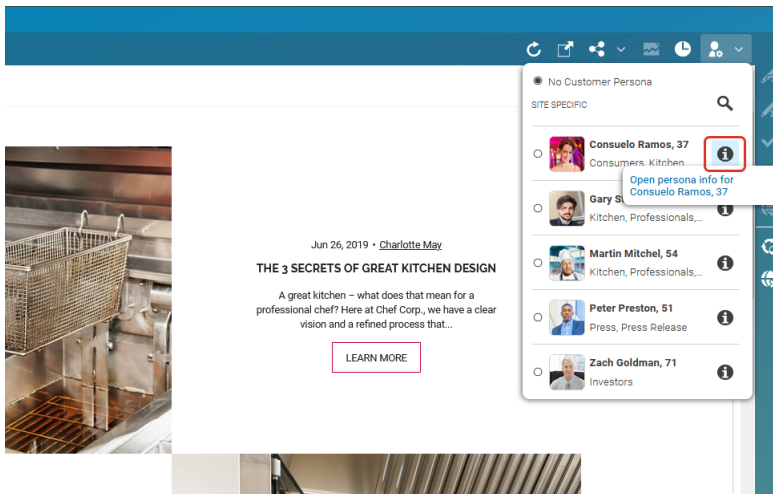 No Customer Persona
SITE SPECIFIC
Consuelo Ramos, 37
Consumers, Kitchen
Open persona info for
Consuelo Ramos, 37
Gary
Kitchen, Professionals,...
Martin Mitchel, 54
Kitchen, Professionals,...
Peter Preston, 51
Press, Press Release
Zach Goldman, 71
Investors
Jun 26, 2019 • Charlotte May
THE 3 SECRETS OF GREAT KITCHEN DESIGN
A great kitchen – what does that mean for a
professional chef? Here at Chef Corp., we have a clear
vision and a refined process that...
LEARN MORE